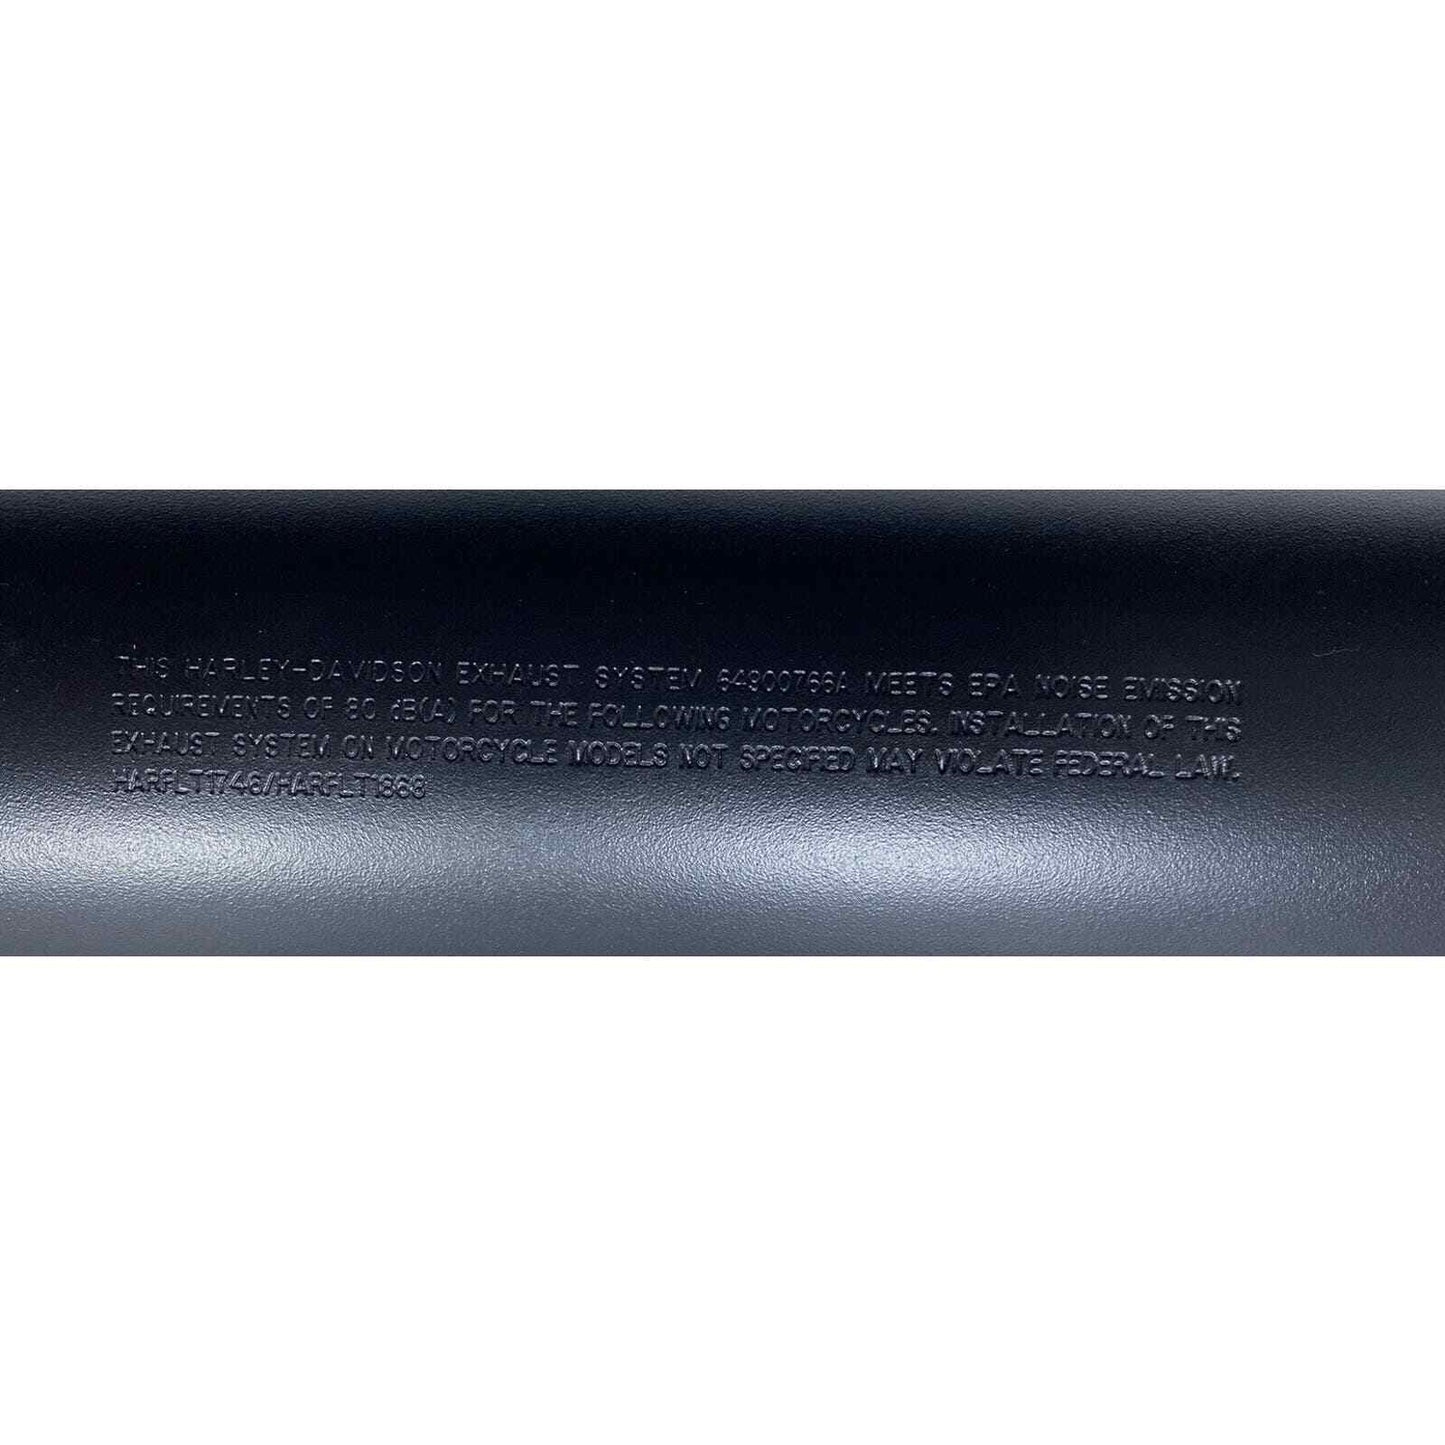 THIS HARLEY-DAVIDSON EXHAUST SYSTEM 64900766A MEETS EPA NOISE EMISSION
REQUIREMENTS OF 80 dB(A) FOR THE FOLLOWING MOTORCYCLES. INSTALLATION OF THIS
EXHAUST SYSTEM ON MOTORCYCLE MODELS NOT SPECIFIED MAY VIOLATE FEDERAL LAW.
HARFLT1746/HARFLT1868